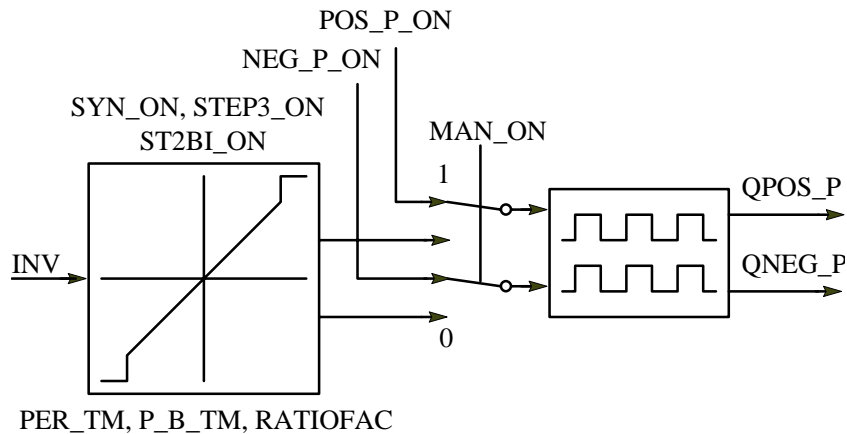 POS_P_ON
NEG_P_ON
SYN_ON, STEP3_ON
ST2BI_ON
MAN_ON
1
QPOS_P
INV
QNEG_P
0
PER_TM, P_B_TM, RATIOFAC